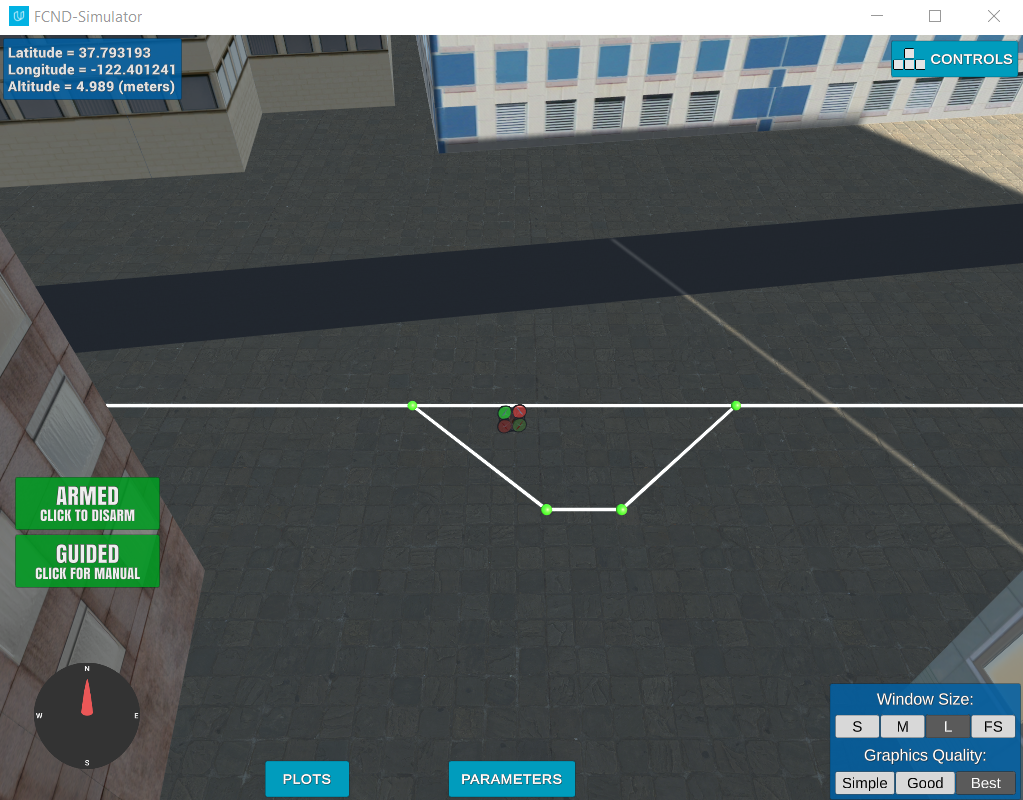 FCND-Simulator
Latitude = 37.793193
Longitude = -122.401241
Altitude = 4.989 (meters)
CONTROLS
ARMED
CLICK TO DISARM
GUIDED
CLICK FOR MANUAL
N
W E
S
PLOTS
PARAMETERS
Window Size:
S M L FS
Graphics Quality:
Simple Good Best